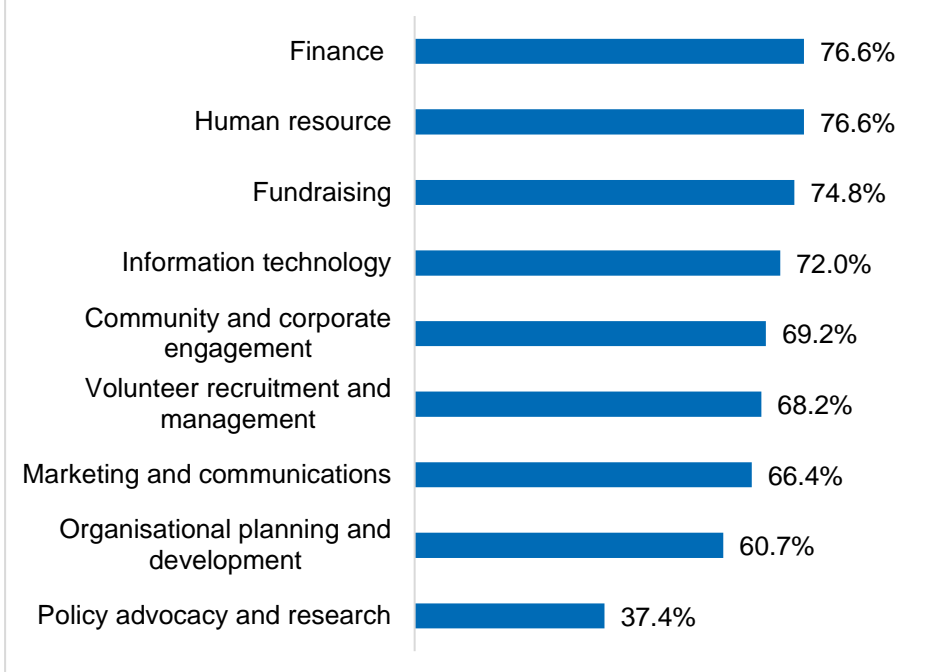 Finance
76.6%
Human resource
76.6%
Fundraising
74.8%
Information technology
72.0%
Community and corporate
engagement
69.2%
Volunteer recruitment and
management
68.2%
Marketing and communications
66.4%
Organisational planning and
development
60.7%
Policy advocacy and research
37.4%